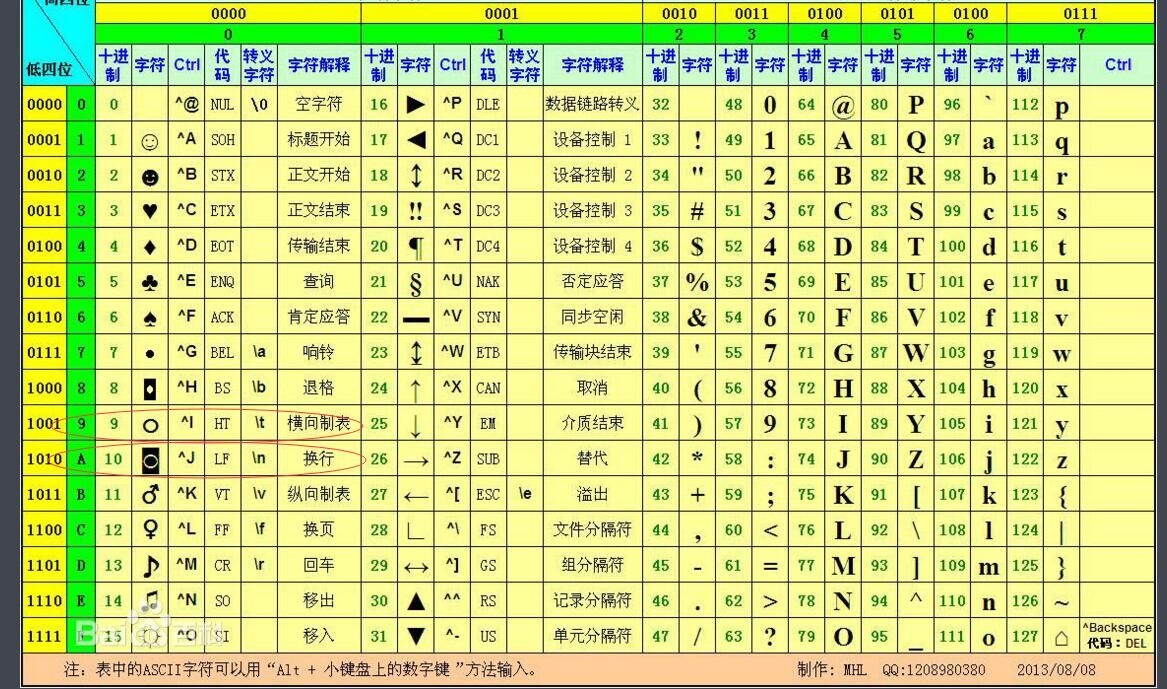 高四位
0000 0001 0010 0011 0100 0101 0100 0111
0 1 2 3 4 5 6 7
低四位 十进制 字符 Ctrl 代码 转义字符 字符解释 十进制 字符 Ctrl 代码 转义字符 字符解释 十进制 字符 十进制 字符 十进制 字符 十进制 字符 十进制 字符 十进制 字符 Ctrl
0000 0 0 ^@ NUL \0 空字符 16 ► ^P DLE 数据链路转义 32 48 0 64 @ 80 P 96 ` 112 p
0001 1 1 ☺ ^A SOH 标题开始 17 ◄ ^Q DC1 设备控制 1 33 ! 49 1 65 A 81 Q 97 a 113 q
0010 2 2 ☻ ^B STX 正文开始 18 ↕ ^R DC2 设备控制 2 34 " 50 2 66 B 82 R 98 b 114 r
0011 3 3 ♥ ^C ETX 正文结束 19 ‼ ^S DC3 设备控制 3 35 # 51 3 67 C 83 S 99 c 115 s
0100 4 4 ♦ ^D EOT 传输结束 20 ¶ ^T DC4 设备控制 4 36 $ 52 4 68 D 84 T 100 d 116 t
0101 5 5 ♣ ^E ENQ 查询 21 § ^U NAK 否定应答 37 % 53 5 69 E 85 U 101 e 117 u
0110 6 6 ♠ ^F ACK 肯定应答 22 ▬ ^V SYN 同步空闲 38 & 54 6 70 F 86 V 102 f 118 v
0111 7 7 • ^G BEL \a 响铃 23 ↨ ^W ETB 传输块结束 39 ' 55 7 71 G 87 W 103 g 119 w
1000 8 8 ◘ ^H BS \b 退格 24 ↑ ^X CAN 取消 40 ( 56 8 72 H 88 X 104 h 120 x
1001 9 9 ○ ^I HT \t 横向制表 25 ↓ ^Y EM 介质结束 41 ) 57 9 73 I 89 Y 105 i 121 y
1010 A 10 ◙ ^J LF \n 换行 26 → ^Z SUB 替代 42 * 58 : 74 J 90 Z 106 j 122 z
1011 B 11 ♂ ^K VT \v 纵向制表 27 ← ^[ ESC \e 溢出 43 + 59 ; 75 K 91 [ 107 k 123 {
1100 C 12 ♀ ^L FF \f 换页 28 ∟ ^\ FS 文件分隔符 44 , 60 < 76 L 92 \ 108 l 124 |
1101 D 13 ♪ ^M CR \r 回车 29 ↔ ^] GS 组分隔符 45 - 61 = 77 M 93 ] 109 m 125 }
1110 E 14 ♫ ^N SO 移出 30 ▲ ^^ RS 记录分隔符 46 . 62 > 78 N 94 ^ 110 n 126 ~
1111 15 ☼ ^O SI 移入 31 ▼ ^- US 单元分隔符 47 / 63 ? 79 O 95 _ 111 o 127 ⌂ ^Backspace 代码：DEL
Baidu百科
注：表中的ASCII字符可以用“Alt + 小键盘上的数字键”方法输入。 制作：MHL QQ:1208980380 2013/08/08